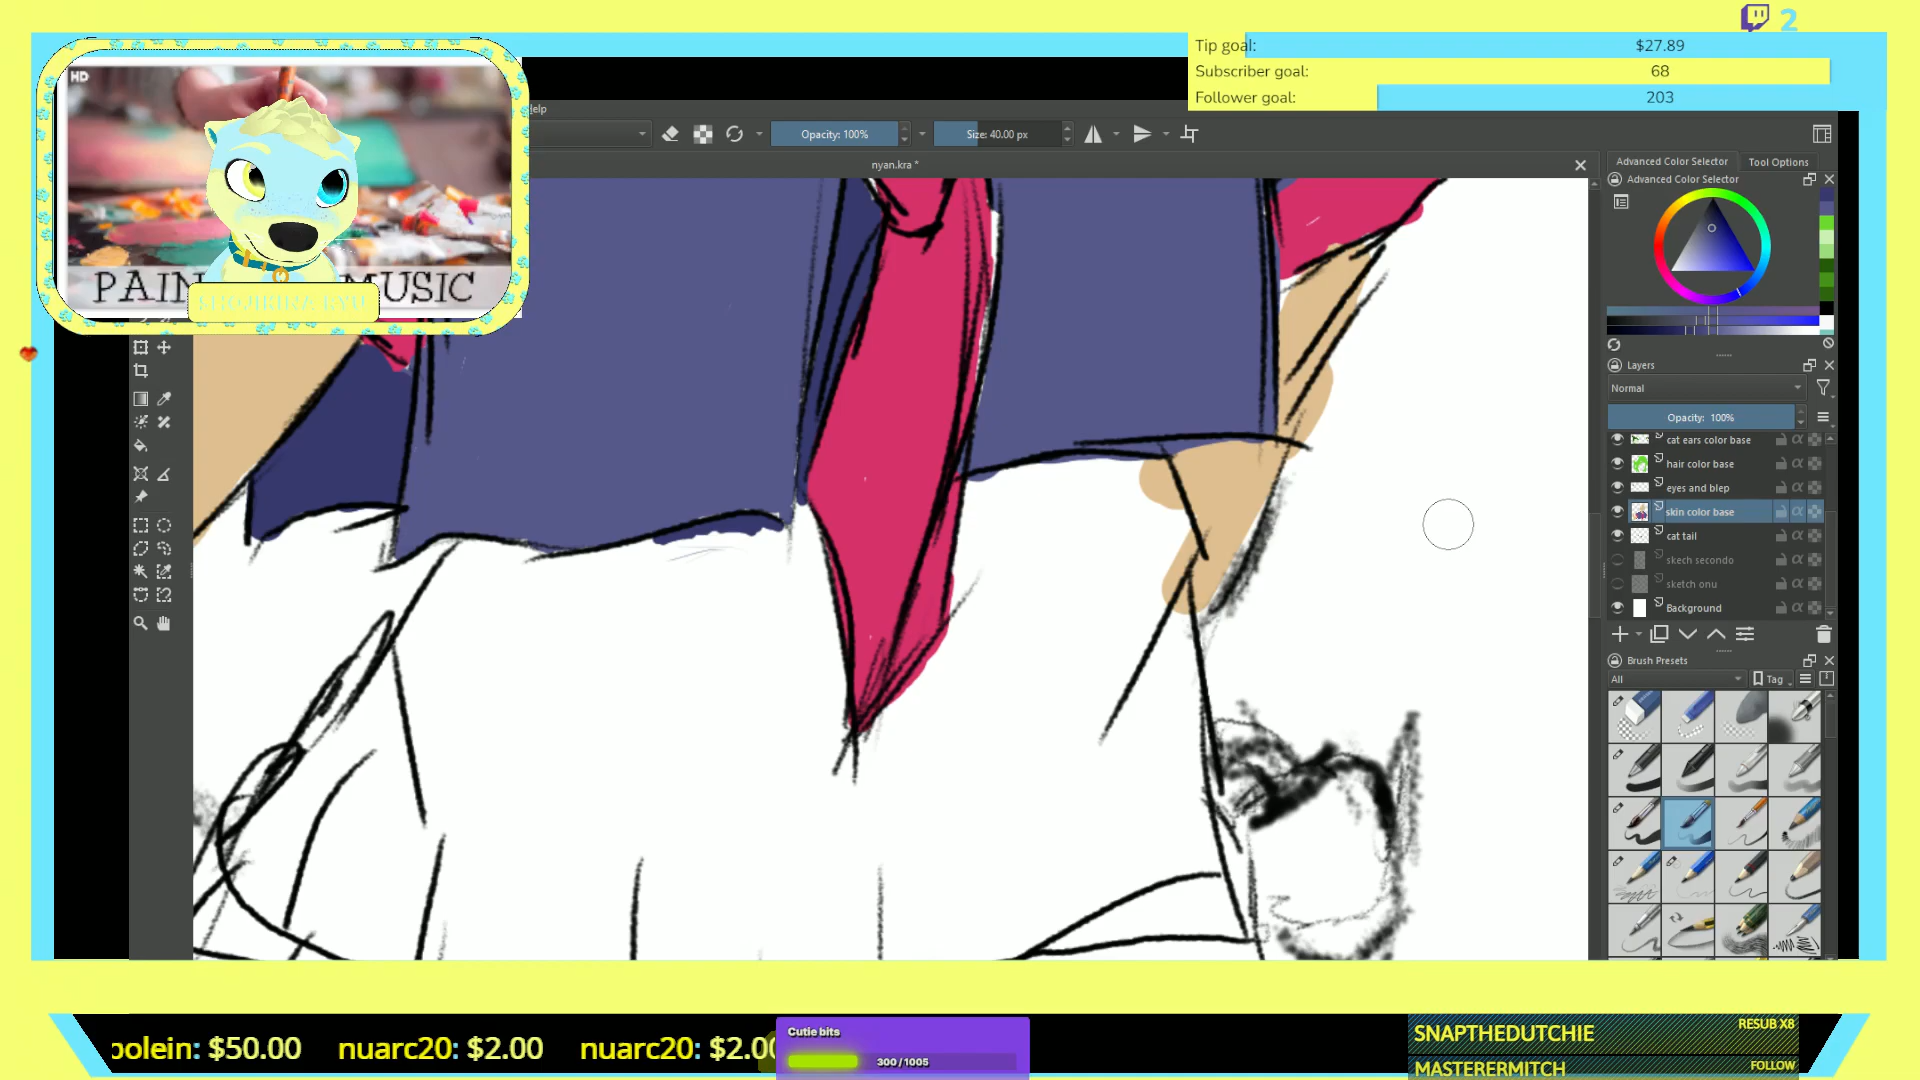 2
Tip goal: $27.89
Subscriber goal: 68
Follower goal: 203
HD
MUSIC
elp
Opacity: 100%
Size: 40.00 px
nyan.kra *
Advanced Color Selector
Tool Options
Advanced Color Selector
Layers
Normal
Opacity: 100%
cat ears color base
hair color base
eyes and blep
skin color base
cat tail
skech secondo
sketch onu
Background
Brush Presets
All
Tag
oolein: $50.00
nuarc20: $2.00
nuarc20: $2.00
Cutie bits
300/1005
SNAPTHEDUTCHIE
RESUB X8
MASTERERMITCH
FOLLOW